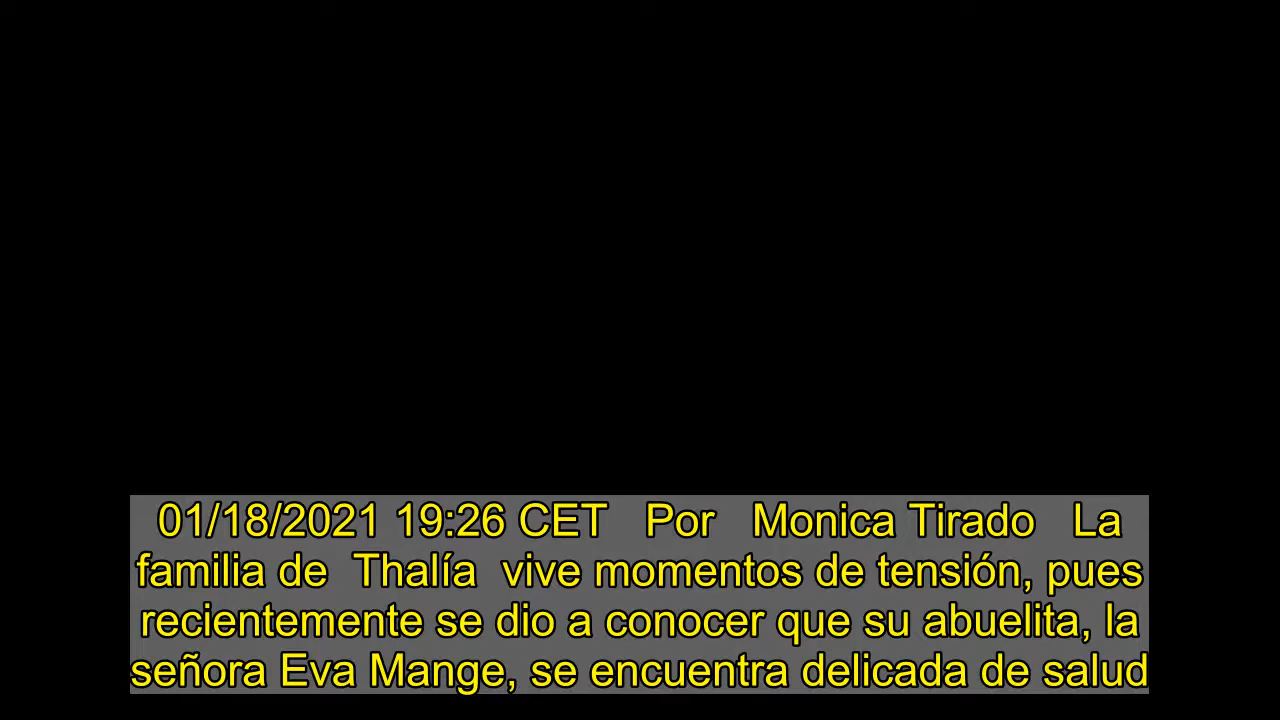 01/18/2021 19:26 CET   Por   Monica Tirado   La
familia de  Thalía  vive momentos de tensión, pues
recientemente se dio a conocer que su abuelita, la
señora Eva Mange, se encuentra delicada de salud